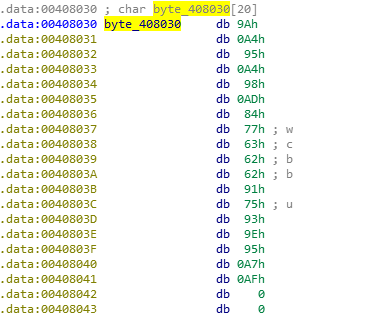 .data:00408030 ; char byte_408030[20]
.data:00408030 byte_408030 db 9Ah
.data:00408031 db 0A4h
.data:00408032 db 95h
.data:00408033 db 0A4h
.data:00408034 db 98h
.data:00408035 db 0ADh
.data:00408036 db 84h
.data:00408037 db 77h ; w
.data:00408038 db 63h ; c
.data:00408039 db 62h ; b
.data:0040803A db 62h ; b
.data:0040803B db 91h
.data:0040803C db 75h ; u
.data:0040803D db 93h
.data:0040803E db 9Eh
.data:0040803F db 95h
.data:00408040 db 0A7h
.data:00408041 db 0AFh
.data:00408042 db 0
.data:00408043 db 0